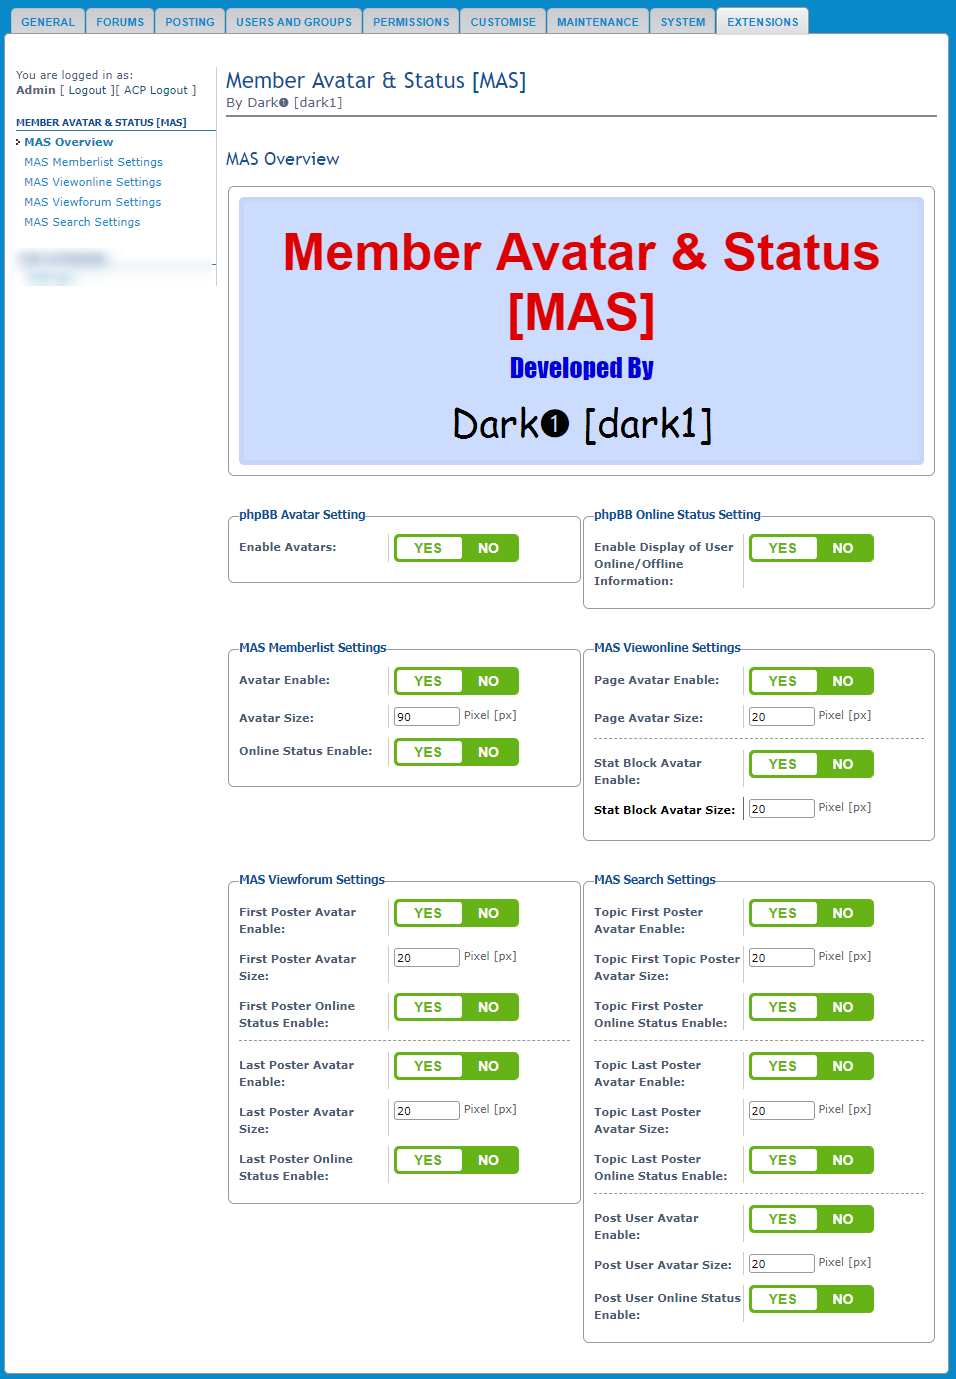 GENERAL FORUMS POSTING USERS AND GROUPS PERMISSIONS CUSTOMISE MAINTENANCE SYSTEM EXTENSIONS
You are logged in as:
Admin [ Logout ][ ACP Logout ]
MEMBER AVATAR & STATUS [MAS]
MAS Overview
MAS Memberlist Settings
MAS Viewonline Settings
MAS Viewforum Settings
MAS Search Settings
Member Avatar & Status [MAS]
By Dark❶ [dark1]
MAS Overview
Member Avatar & Status
[MAS]
Developed By
Dark❶ [dark1]
phpBB Avatar Setting
Enable Avatars:
YES NO
phpBB Online Status Setting
Enable Display of User
Online/Offline
Information:
YES NO
MAS Memberlist Settings
Avatar Enable:
YES NO
Avatar Size:
90 Pixel [px]
Online Status Enable:
YES NO
MAS Viewonline Settings
Page Avatar Enable:
YES NO
Page Avatar Size:
20 Pixel [px]
Stat Block Avatar
Enable:
YES NO
Stat Block Avatar Size:
20 Pixel [px]
MAS Viewforum Settings
First Poster Avatar
Enable:
YES NO
First Poster Avatar
Size:
20 Pixel [px]
First Poster Online
Status Enable:
YES NO
Last Poster Avatar
Enable:
YES NO
Last Poster Avatar
Size:
20 Pixel [px]
Last Poster Online
Status Enable:
YES NO
MAS Search Settings
Topic First Poster
Avatar Enable:
YES NO
Topic First Topic Poster
Avatar Size:
20 Pixel [px]
Topic First Poster
Online Status Enable:
YES NO
Topic Last Poster
Avatar Enable:
YES NO
Topic Last Poster
Avatar Size:
20 Pixel [px]
Topic Last Poster
Online Status Enable:
YES NO
Post User Avatar
Enable:
YES NO
Post User Avatar Size:
20 Pixel [px]
Post User Online Status
Enable:
YES NO